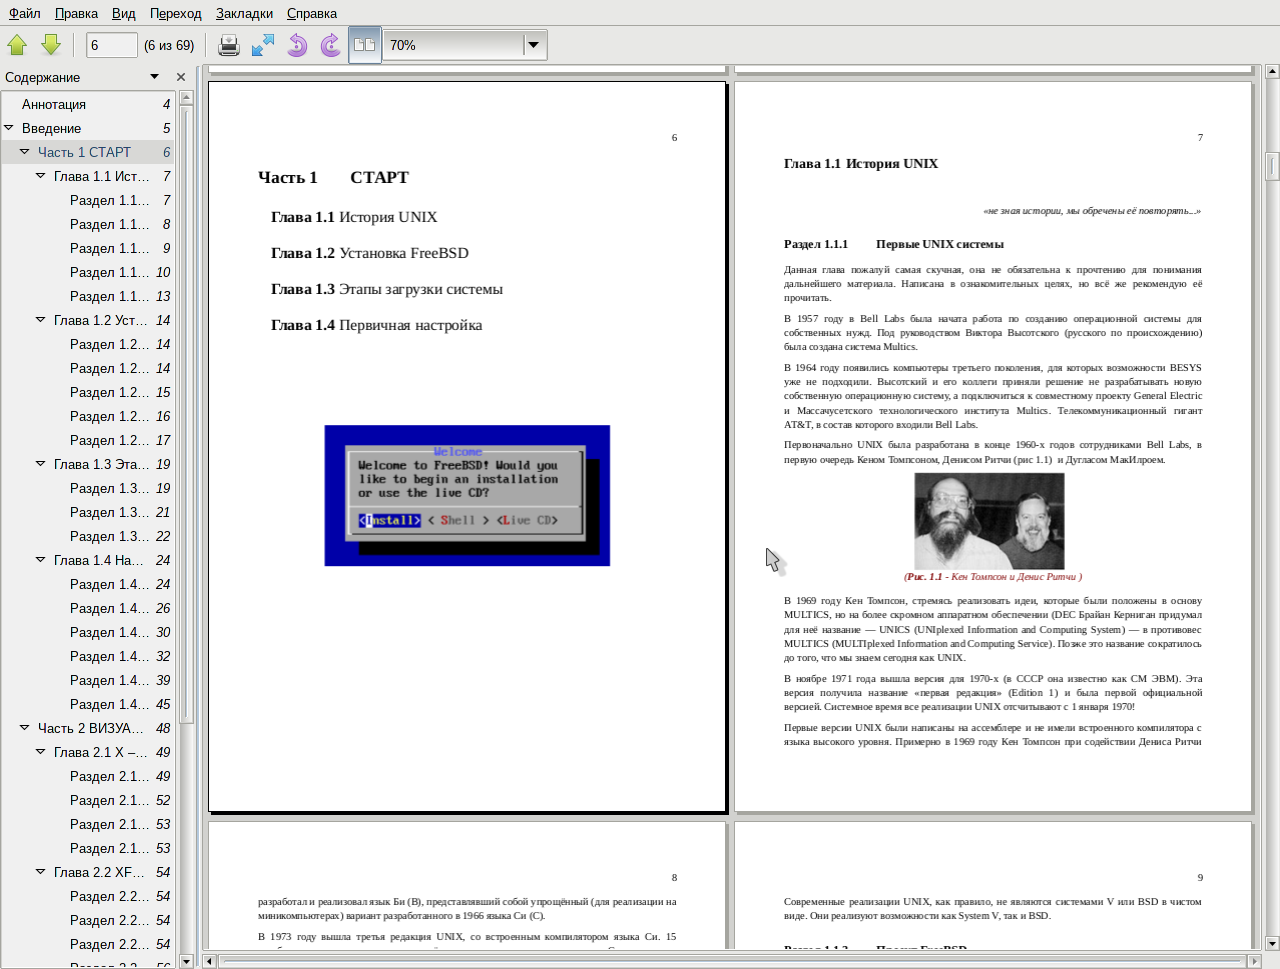 Файл Правка Вид Переход Закладки Справка
6 (6 из 69) 70%
Содержание
Аннотация 4
Введение 5
Часть 1 СТАРТ 6
Глава 1.1 Ист... 7
Раздел 1.1... 7
Раздел 1.1... 8
Раздел 1.1... 9
Раздел 1.1... 10
Раздел 1.1... 13
Глава 1.2 Уст... 14
Раздел 1.2... 14
Раздел 1.2... 14
Раздел 1.2... 15
Раздел 1.2... 16
Раздел 1.2... 17
Глава 1.3 Эта... 19
Раздел 1.3... 19
Раздел 1.3... 21
Раздел 1.3... 22
Глава 1.4 На... 24
Раздел 1.4... 24
Раздел 1.4... 26
Раздел 1.4... 30
Раздел 1.4... 32
Раздел 1.4... 39
Раздел 1.4... 45
Часть 2 ВИЗУА... 48
Глава 2.1 X –... 49
Раздел 2.1... 49
Раздел 2.1... 52
Раздел 2.1... 53
Раздел 2.1... 53
Глава 2.2 XF... 54
Раздел 2.2... 54
Раздел 2.2... 54
Раздел 2.2... 54
6
Часть 1 СТАРТ
Глава 1.1 История UNIX
Глава 1.2 Установка FreeBSD
Глава 1.3 Этапы загрузки системы
Глава 1.4 Первичная настройка
Welcome
Welcome to FreeBSD! Would you
like to begin an installation
or use the live CD?
<Install> < Shell > <Live CD>
7
Глава 1.1 История UNIX
«не зная истории, мы обречены её повторять...»
Раздел 1.1.1 Первые UNIX системы
Данная глава пожалуй самая скучная, она не обязательна к прочтению для понимания
дальнейшего материала. Написана в ознакомительных целях, но всё же рекомендую её
прочитать.
В 1957 году в Bell Labs была начата работа по созданию операционной системы для
собственных нужд. Под руководством Виктора Высотского (русского по происхождению)
была создана система Multics.
В 1964 году появились компьютеры третьего поколения, для которых возможности BESYS
уже не подходили. Высотский и его коллеги приняли решение не разрабатывать новую
собственную операционную систему, а подключиться к совместному проекту General Electric
и Массачусетского технологического института Multics. Телекоммуникационный гигант
AT&T, в состав которого входили Bell Labs.
Первоначально UNIX была разработана в конце 1960-х годов сотрудниками Bell Labs, в
первую очередь Кеном Томпсоном, Денисом Ритчи (рис 1.1) и Дугласом МакИлроем.
(Рис. 1.1 - Кен Томпсон и Денис Ритчи )
В 1969 году Кен Томпсон, стремясь реализовать идеи, которые были положены в основу
MULTICS, но на более скромном аппаратном обеспечении (DEC Брайан Керниган придумал
для неё название — UNICS (UNIplexed Information and Computing System) — в противовес
MULTICS (MULTIplexed Information and Computing Service). Позже это название сократилось
до того, что мы знаем сегодня как UNIX.
В ноябре 1971 года вышла версия для 1970-х (в СССР она известно как СМ ЭВМ). Эта
версия получила название «первая редакция» (Edition 1) и была первой официальной
версией. Системное время все реализации UNIX отсчитывают с 1 января 1970!
Первые версии UNIX были написаны на ассемблере и не имели встроенного компилятора с
языка высокого уровня. Примерно в 1969 году Кен Томпсон при содействии Дениса Ритчи
8
разработал и реализовал язык Би (B), представлявший собой упрощённый (для реализации на
миникомпьютерах) вариант разработанного в 1966 языка Си (C).
В 1973 году вышла третья редакция UNIX, со встроенным компилятором языка Си. 15
9
Современные реализации UNIX, как правило, не являются системами V или BSD в чистом
виде. Они реализуют возможности как System V, так и BSD.